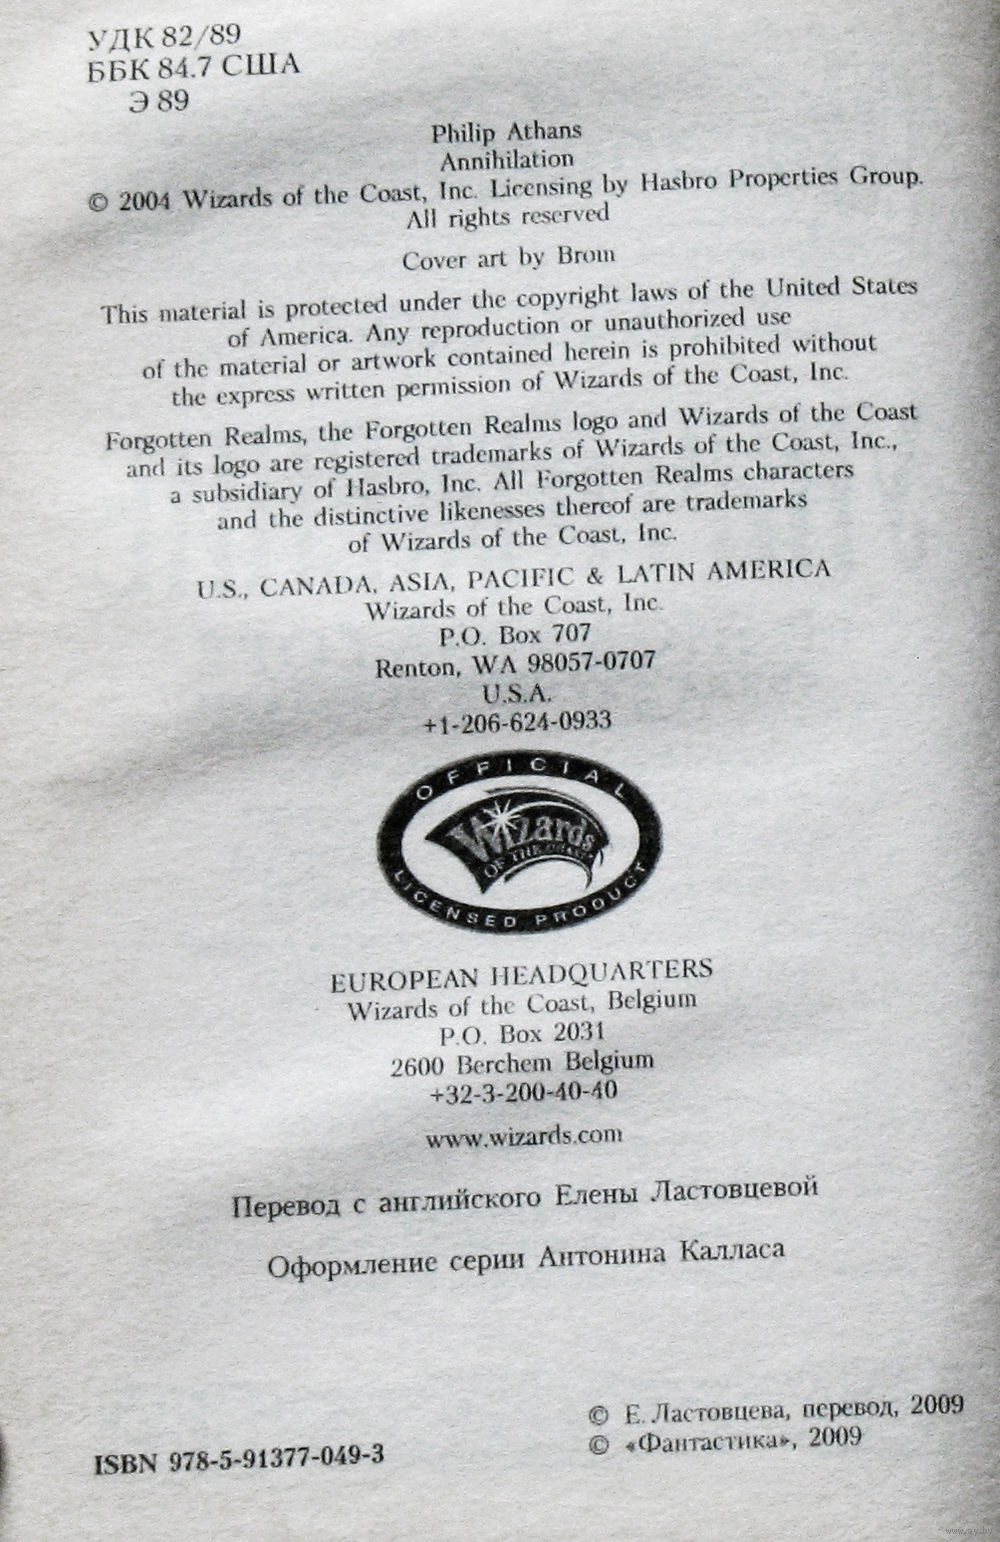 УДК 82/89
ББК 84.7 США
Э 89
Philip Athans
Annihilation
© 2004 Wizards of the Coast, Inc. Licensing by Hasbro Properties Group.
All rights reserved
Cover art by Brom
This material is protected under the copyright laws of the United States
of America. Any reproduction or unauthorized use
of the material or artwork contained herein is prohibited without
the express written permission of Wizards of the Coast, Inc.
Forgotten Realms, the Forgotten Realms logo and Wizards of the Coast
and its logo are registered trademarks of Wizards of the Coast, Inc.,
a subsidiary of Hasbro, Inc. All Forgotten Realms characters
and the distinctive likenesses thereof are trademarks
of Wizards of the Coast, Inc.
U.S., CANADA, ASIA, PACIFIC & LATIN AMERICA
Wizards of the Coast, Inc.
P.O. Box 707
Renton, WA 98057-0707
U.S.A.
+1-206-624-0933
OFFICIAL
Wizards
OF THE COAST
LICENSED PRODUCT
EUROPEAN HEADQUARTERS
Wizards of the Coast, Belgium
P.O. Box 2031
2600 Berchem Belgium
+32-3-200-40-40
www.wizards.com
Перевод с английского Елены Ластовцевой
Оформление серии Антонина Калласа
© Е. Ластовцева, перевод, 2009
© «Фантастика», 2009
ISBN 978-5-91377-049-3
www.ay.by